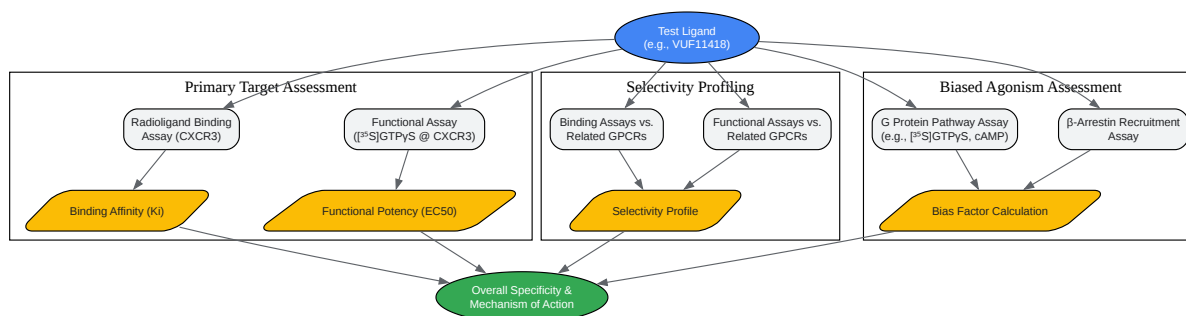 Test Ligand
(e.g., VUF11418)
Primary Target Assessment
Selectivity Profiling
Biased Agonism Assessment
Radioligand Binding
Assay (CXCR3)
Functional Assay
([³⁵S]GTPγS @ CXCR3)
Binding Assays vs.
Related GPCRs
Functional Assays vs.
Related GPCRs
G Protein Pathway Assay
(e.g., [³⁵S]GTPγS, cAMP)
β-Arrestin Recruitment
Assay
Binding Affinity (Ki)
Functional Potency (EC50)
Selectivity Profile
Bias Factor Calculation
Overall Specificity &
Mechanism of Action